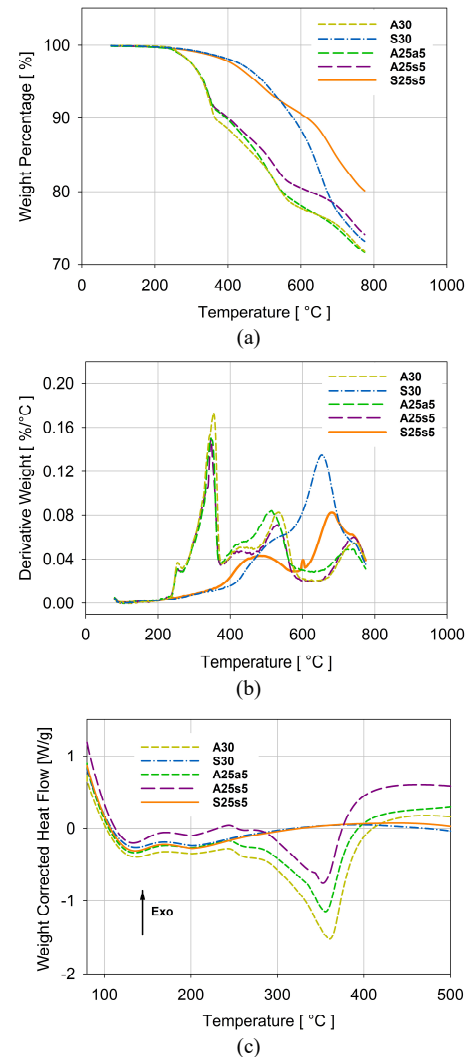 A30
S30
A25a5
A25s5
S25s5
100
90
80
70
Weight Percentage [ %]
0 200 400 600 800 1000
Temperature [ °C ]
(a)
A30
S30
A25a5
A25s5
S25s5
0.20
0.16
0.12
0.08
0.04
0.00
Derivative Weight [ %/°C ]
0 200 400 600 800 1000
Temperature [ °C ]
(b)
A30
S30
A25a5
A25s5
S25s5
1
0
-1
-2
Weight Corrected Heat Flow [W/g]
Exo
100 200 300 400 500
Temperature [ °C ]
(c)